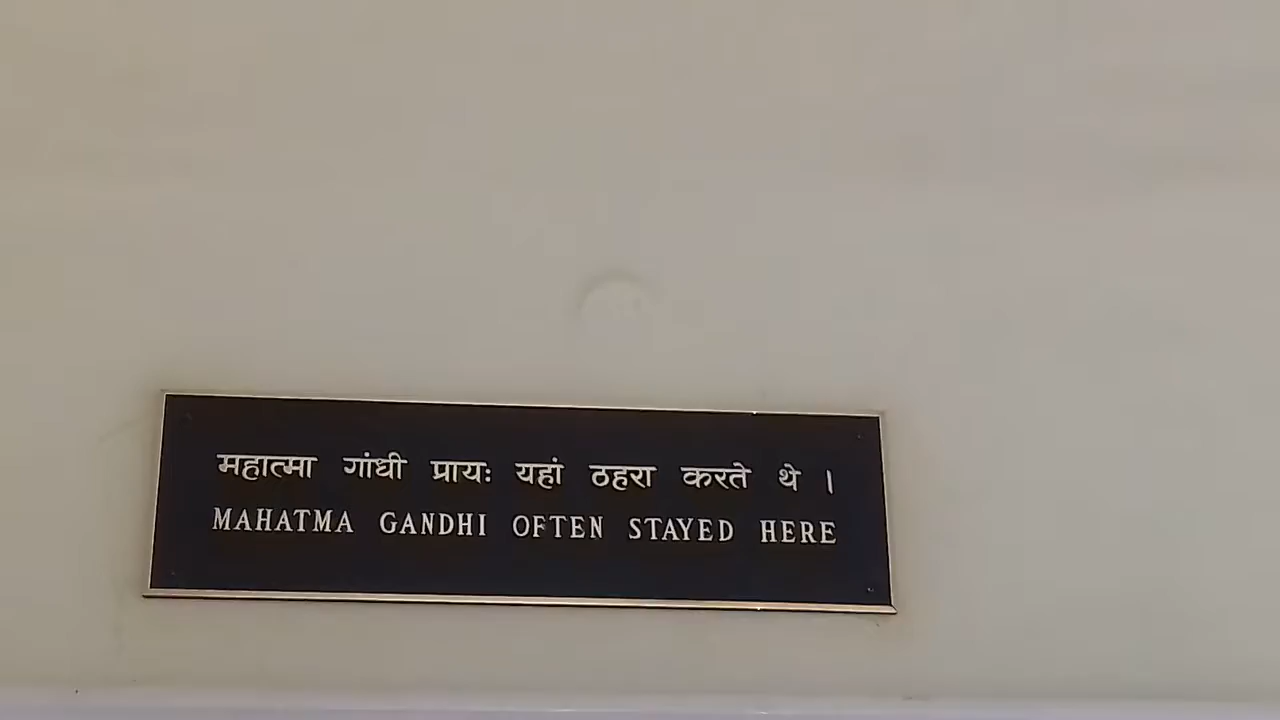 महात्मा गांधी प्रायः यहां ठहरा करते थे ।
MAHATMA GANDHI OFTEN STAYED HERE